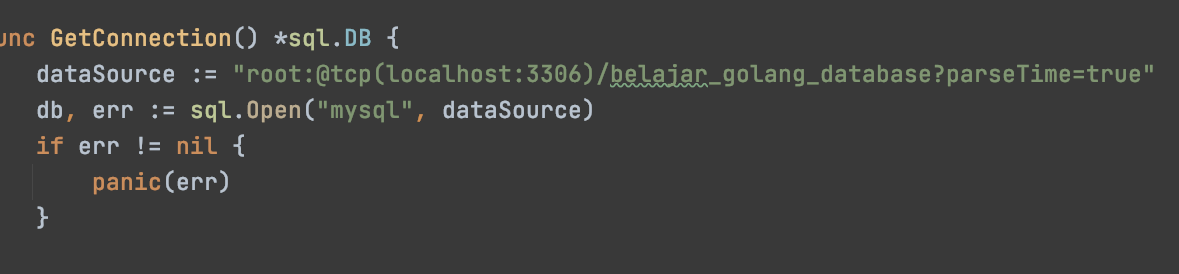 unc GetConnection() *sql.DB {
dataSource := "root:@tcp(localhost:3306)/belajar_golang_database?parseTime=true"
db, err := sql.Open("mysql", dataSource)
if err != nil {
panic(err)
}